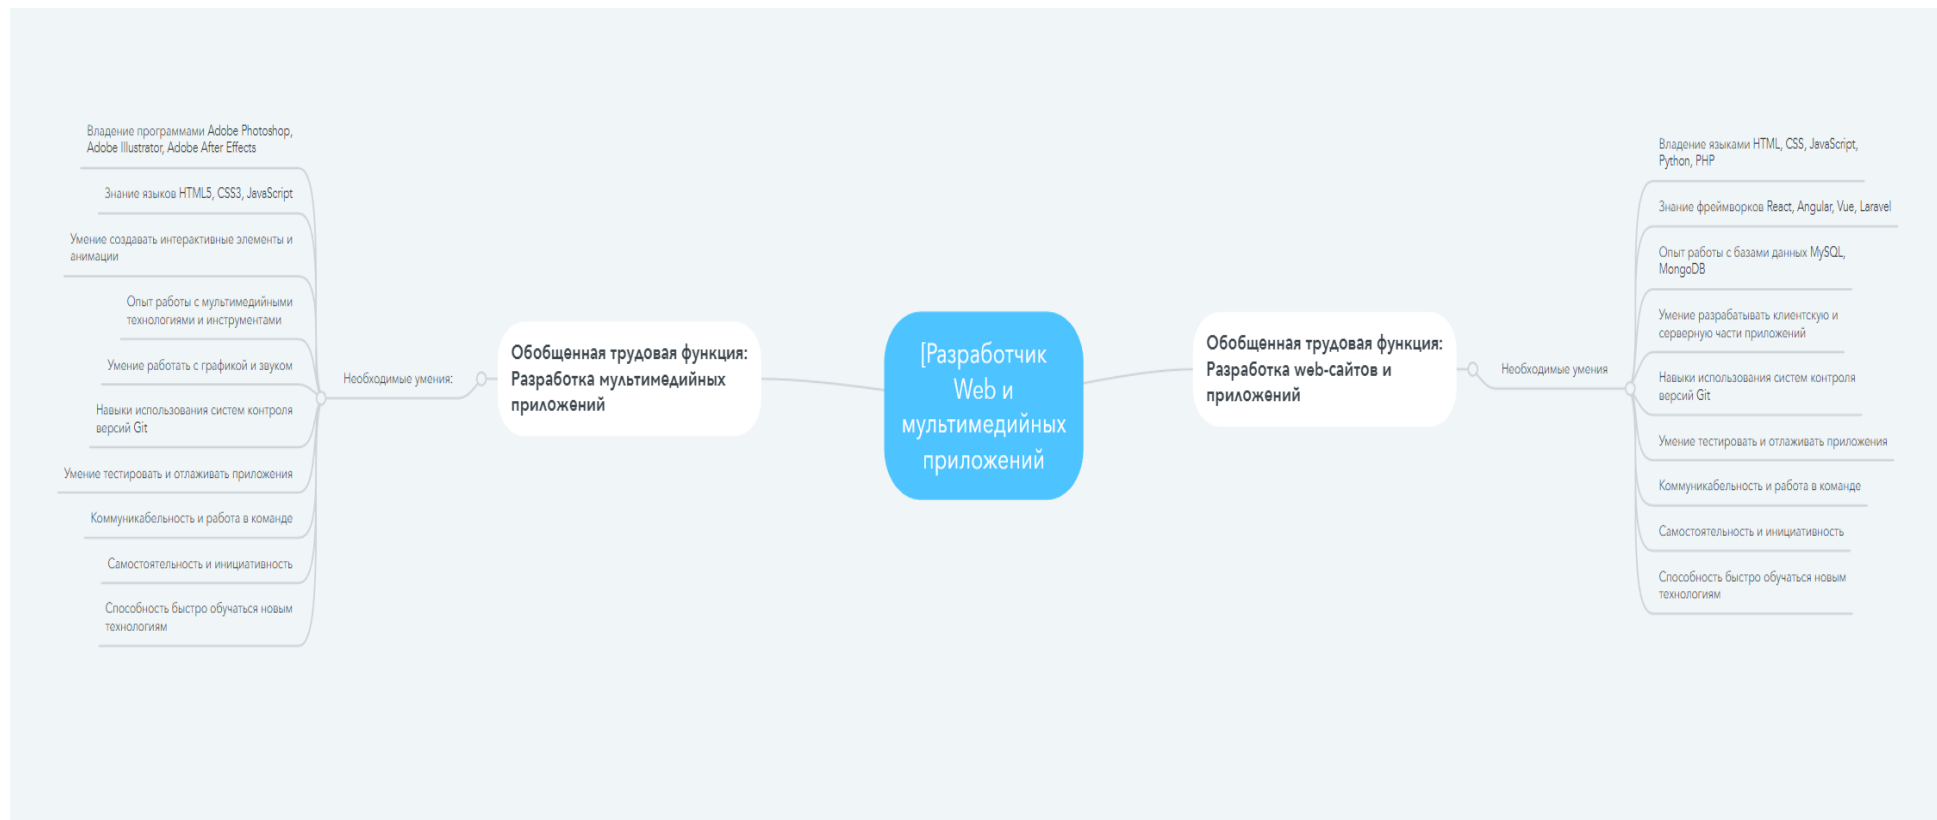 Владение программами Adobe Photoshop,
Adobe Illustrator, Adobe After Effects
Знание языков HTML5, CSS3, JavaScript
Умение создавать интерактивные элементы и
анимации
Опыт работы с мультимедийными
технологиями и инструментами
Умение работать с графикой и звуком
Навыки использования систем контроля
версий Git
Умение тестировать и отлаживать приложения
Коммуникабельность и работа в команде
Самостоятельность и инициативность
Способность быстро обучаться новым
технологиям
Необходимые умения:
Обобщенная трудовая функция:
Разработка мультимедийных
приложений
[Разработчик
Web и
мультимедийных
приложений
Обобщенная трудовая функция:
Разработка web-сайтов и
приложений
Необходимые умения
Владение языками HTML, CSS, JavaScript,
Python, PHP
Знание фреймворков React, Angular, Vue, Laravel
Опыт работы с базами данных MySQL,
MongoDB
Умение разрабатывать клиентскую и
серверную части приложений
Навыки использования систем контроля
версий Git
Умение тестировать и отлаживать приложения
Коммуникабельность и работа в команде
Самостоятельность и инициативность
Способность быстро обучаться новым
технологиям